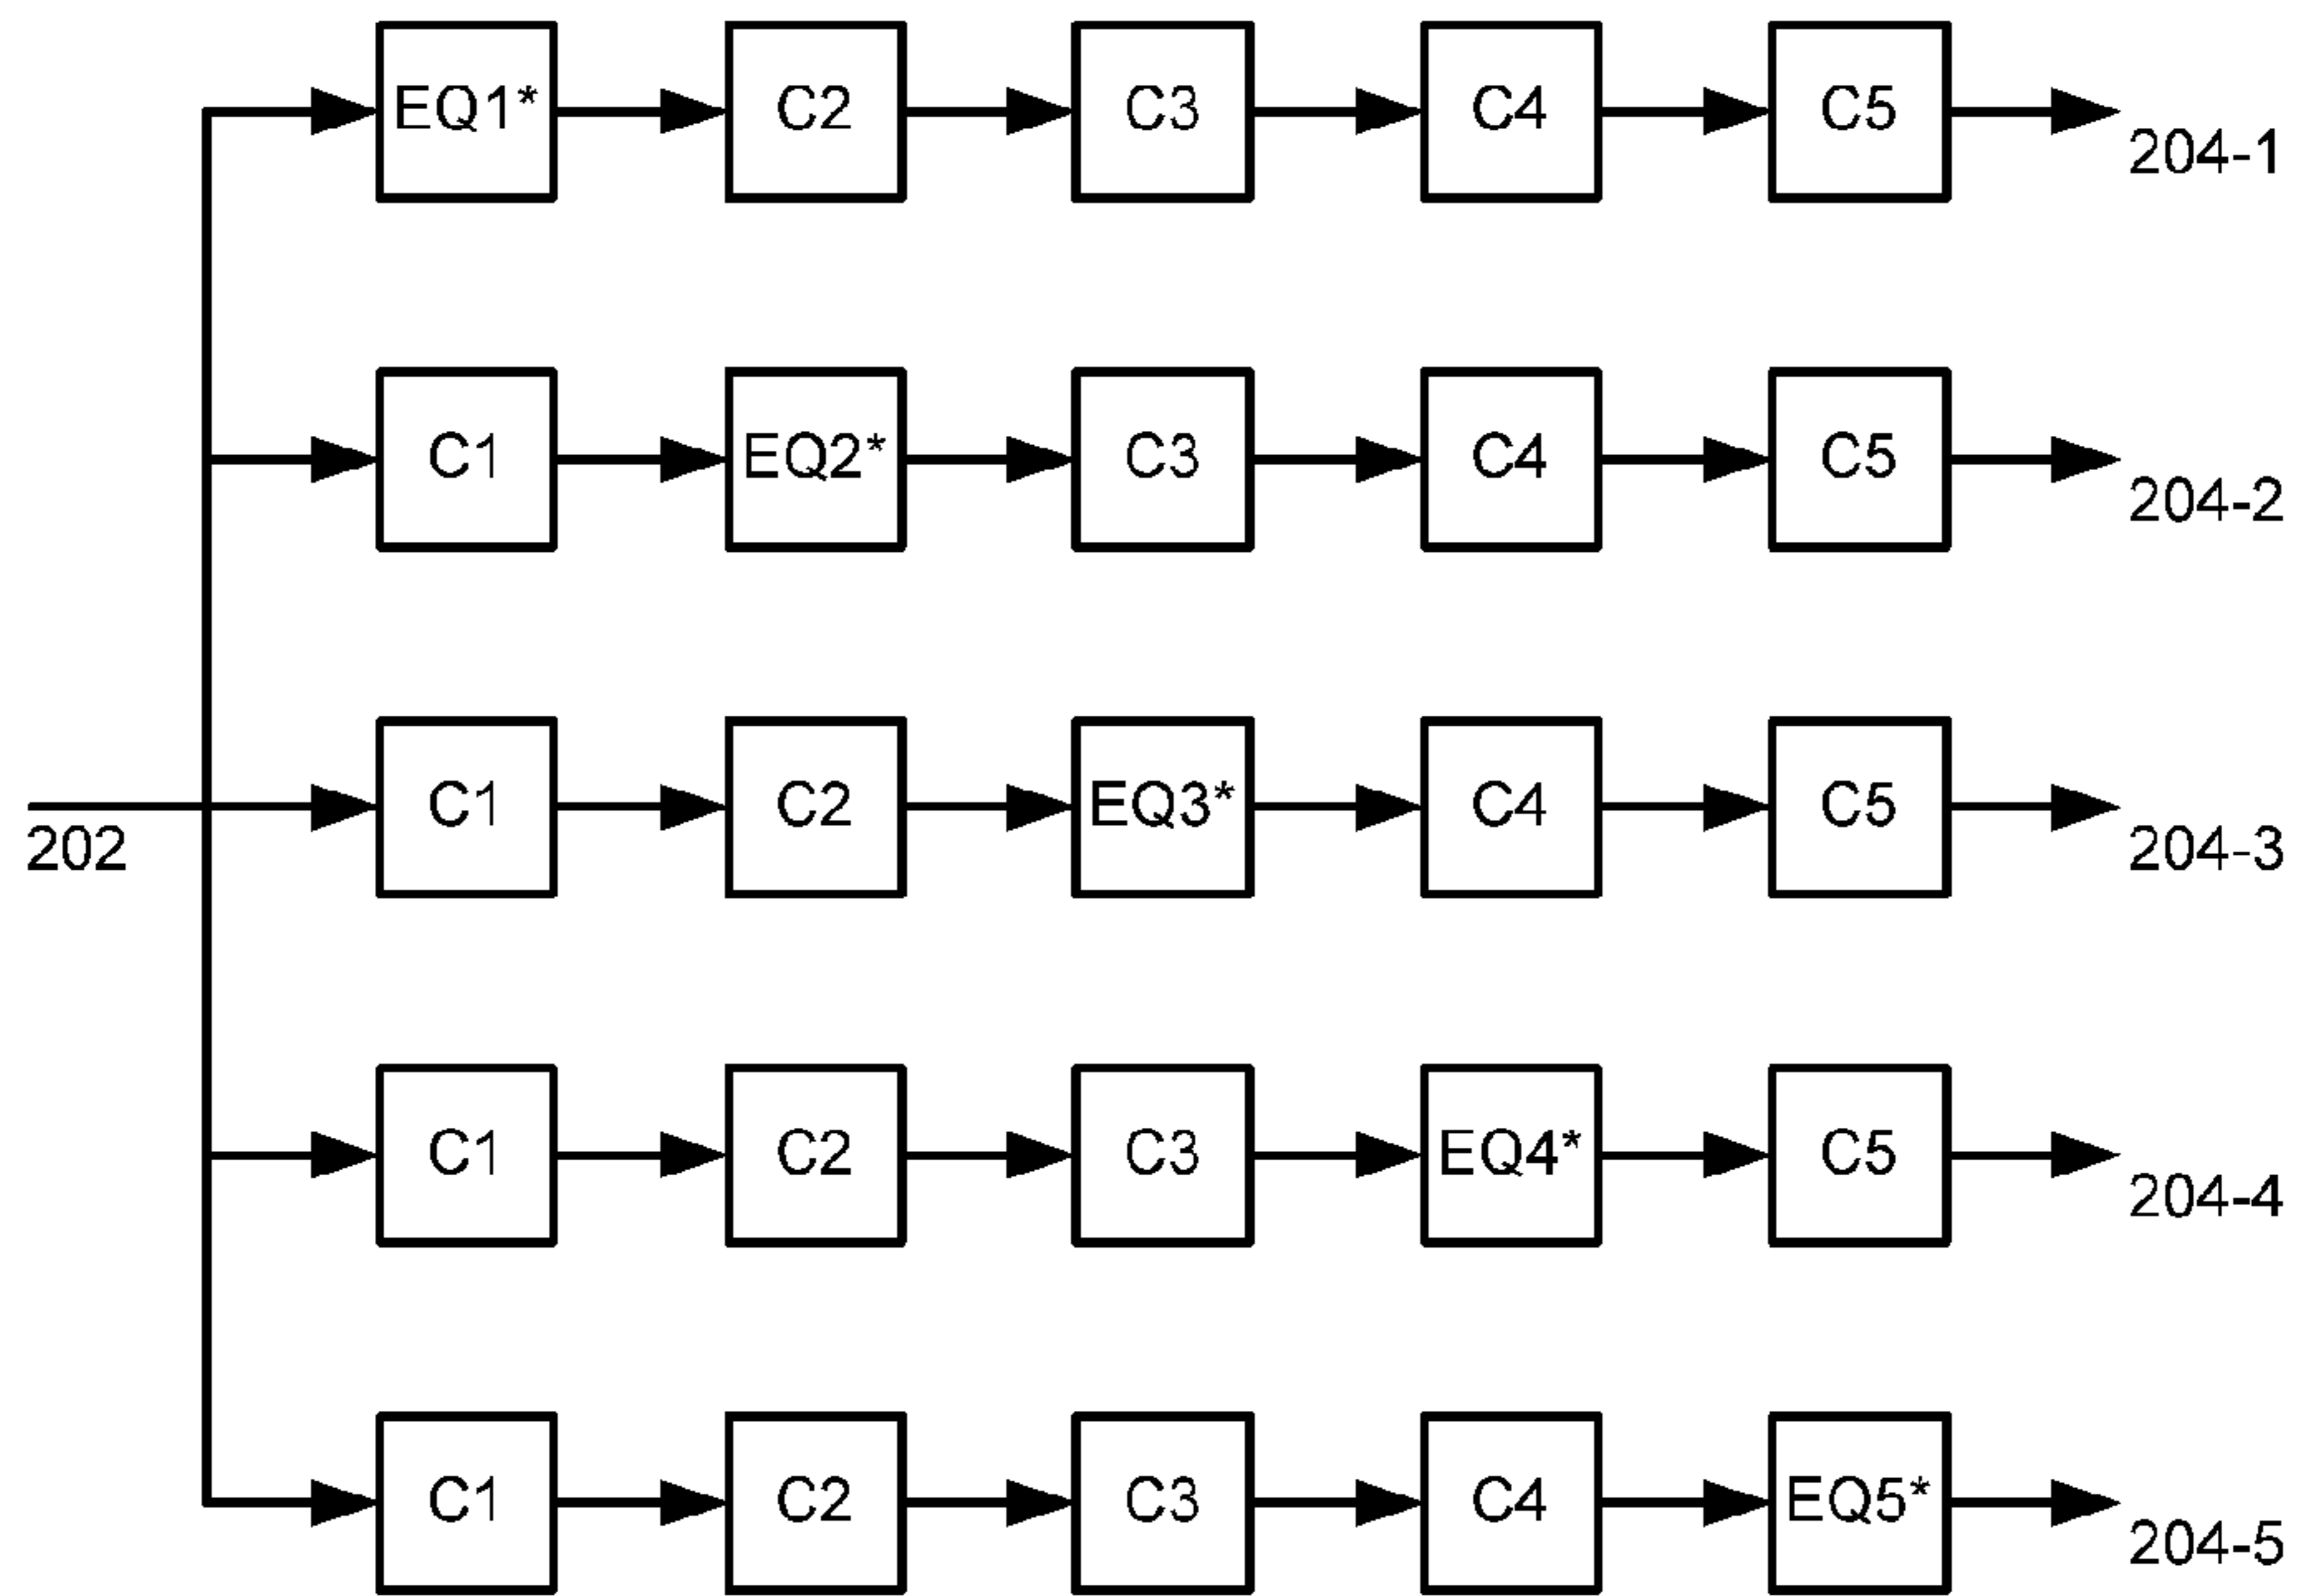 EQ1* C2 C3 C4 C5
204-1
C1 EQ2* C3 C4 C5
204-2
C1 C2 EQ3* C4 C5
202 204-3
C1 C2 C3 EQ4* C5
204-4
C1 C2 C3 C4 EQ5*
204-5